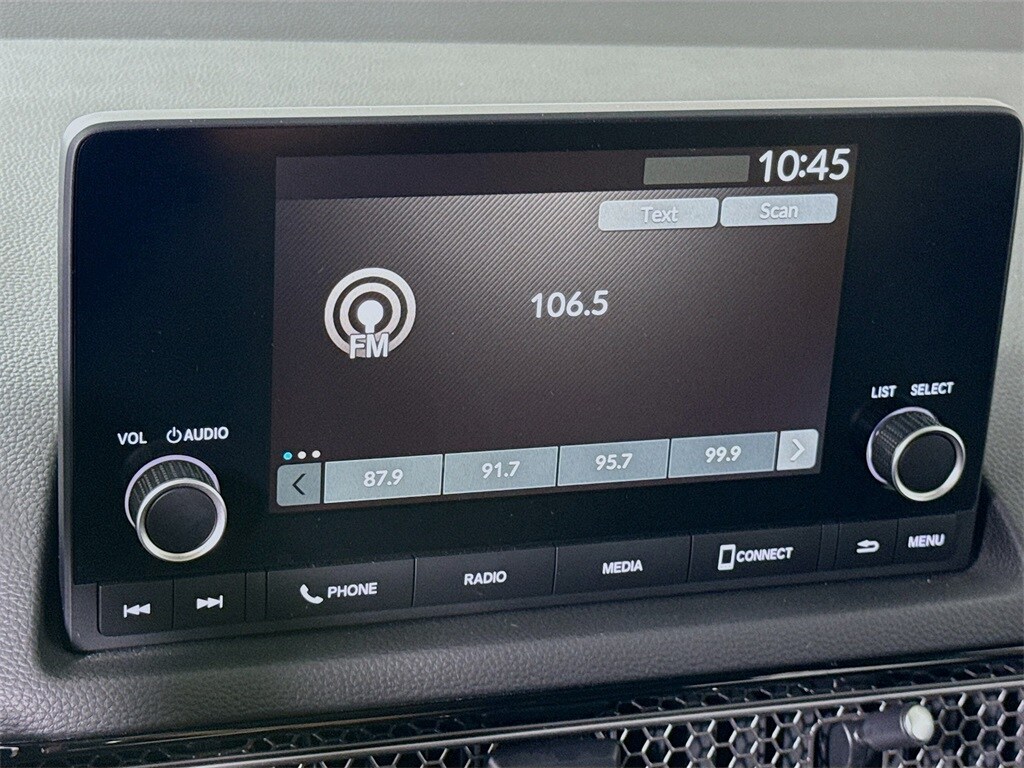 10:45
Text Scan
106.5
FM
LIST SELECT
VOL AUDIO
87.9 91.7 95.7 99.9
PHONE RADIO MEDIA CONNECT MENU